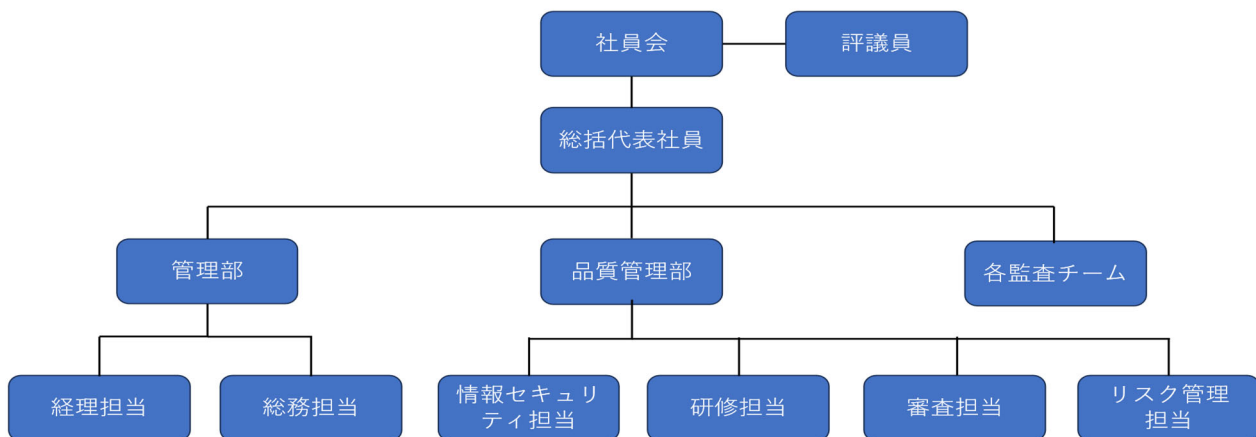 社員会
評議員
総括代表社員
管理部
品質管理部
各監査チーム
経理担当
総務担当
情報セキュリ
ティ担当
研修担当
審査担当
リスク管理
担当